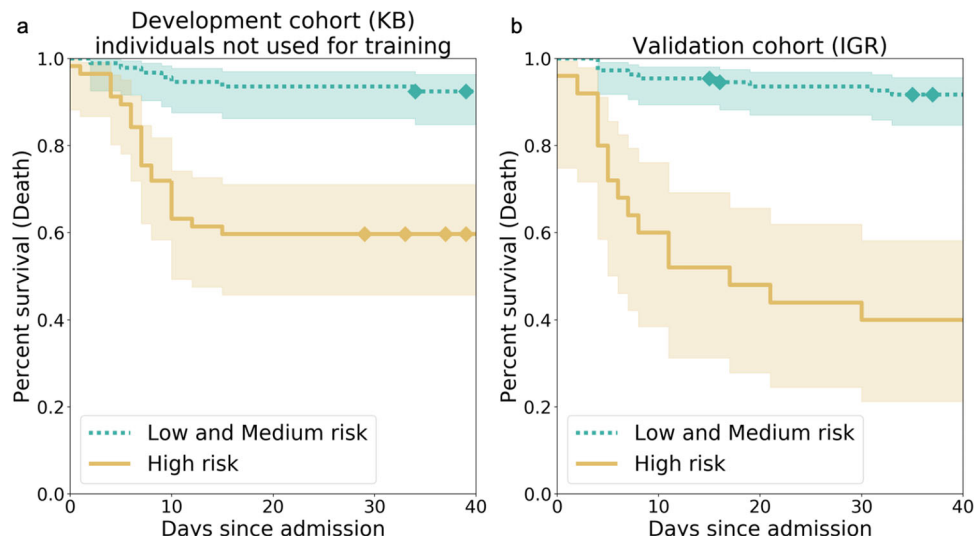 a
Development cohort (KB)
individuals not used for training
Percent survival (Death)
1.0
0.8
0.6
0.4
0.2
0.0
Low and Medium risk
High risk
0 10 20 30 40
Days since admission
b
Validation cohort (IGR)
Percent survival (Death)
1.0
0.8
0.6
0.4
0.2
0.0
Low and Medium risk
High risk
0 10 20 30 40
Days since admission